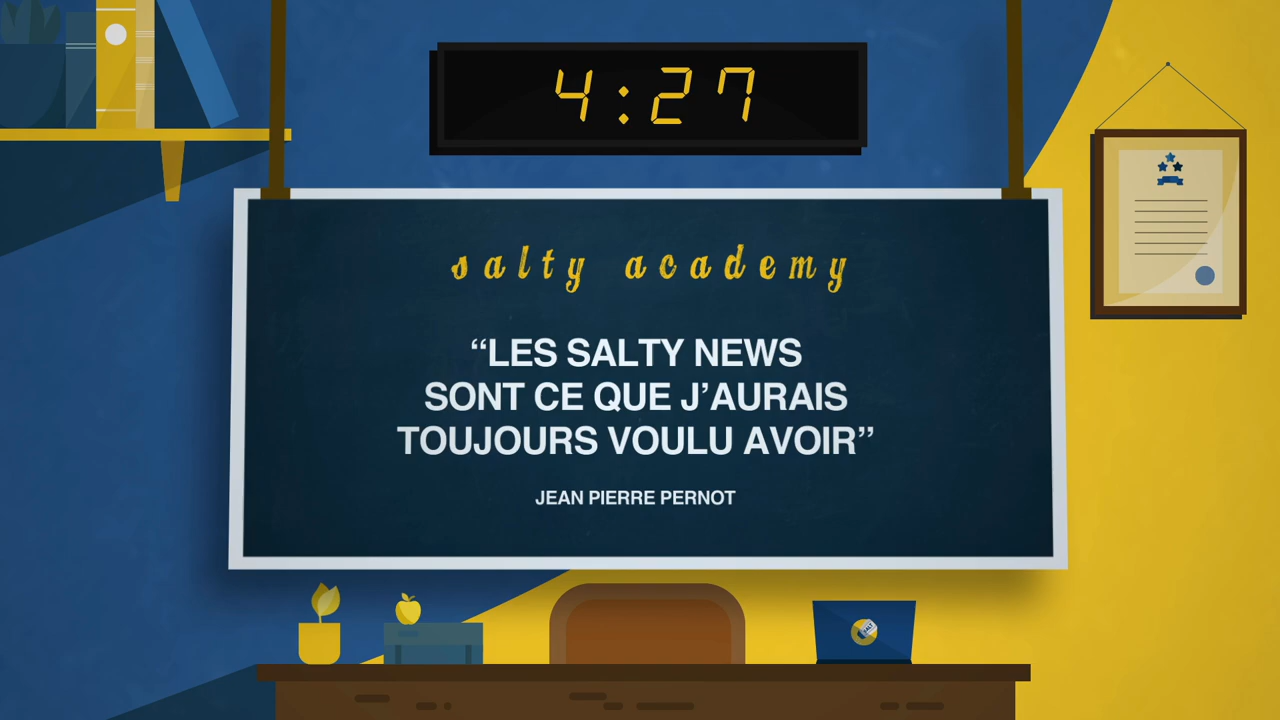 4:27
salty academy
“LES SALTY NEWS
SONT CE QUE J’AURAIS
TOUJOURS VOULU AVOIR”
JEAN PIERRE PERNOT